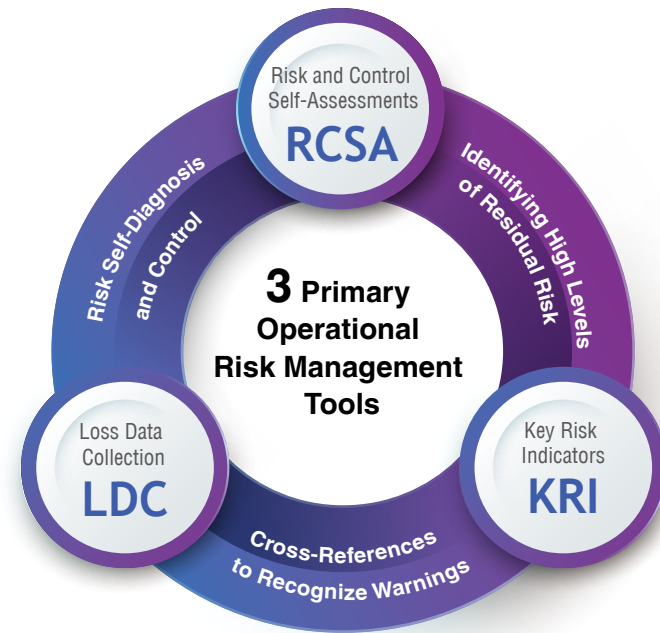 Risk and Control
Self-Assessments
RCSA
Risk Self-Diagnosis
and Control
Identifying High Levels
of Residual Risk
3 Primary
Operational
Risk Management
Tools
Loss Data
Collection
LDC
Key Risk
Indicators
KRI
Cross-References
to Recognize Warnings